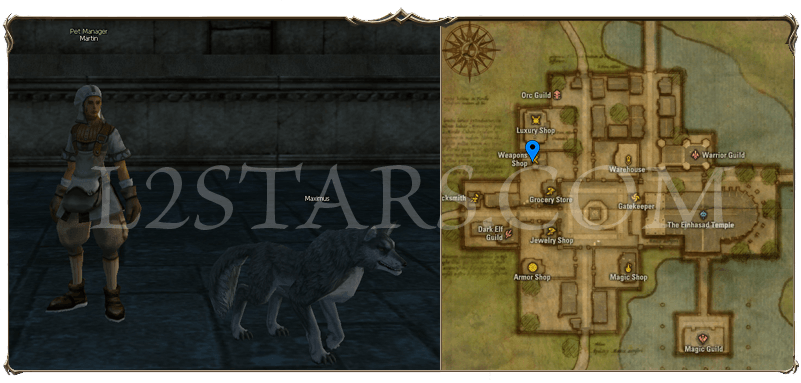 Pet Manager
Martin
Maximus
L2STARS.COM
Orc Guild
Luxury Shop
Weapons
Shop
Warehouse
Warrior Guild
cksmith
Grocery Store
Gatekeeper
Dark Elf
Guild
Jewelry Shop
The Einhasad Temple
Armor Shop
Magic Shop
Magic Guild